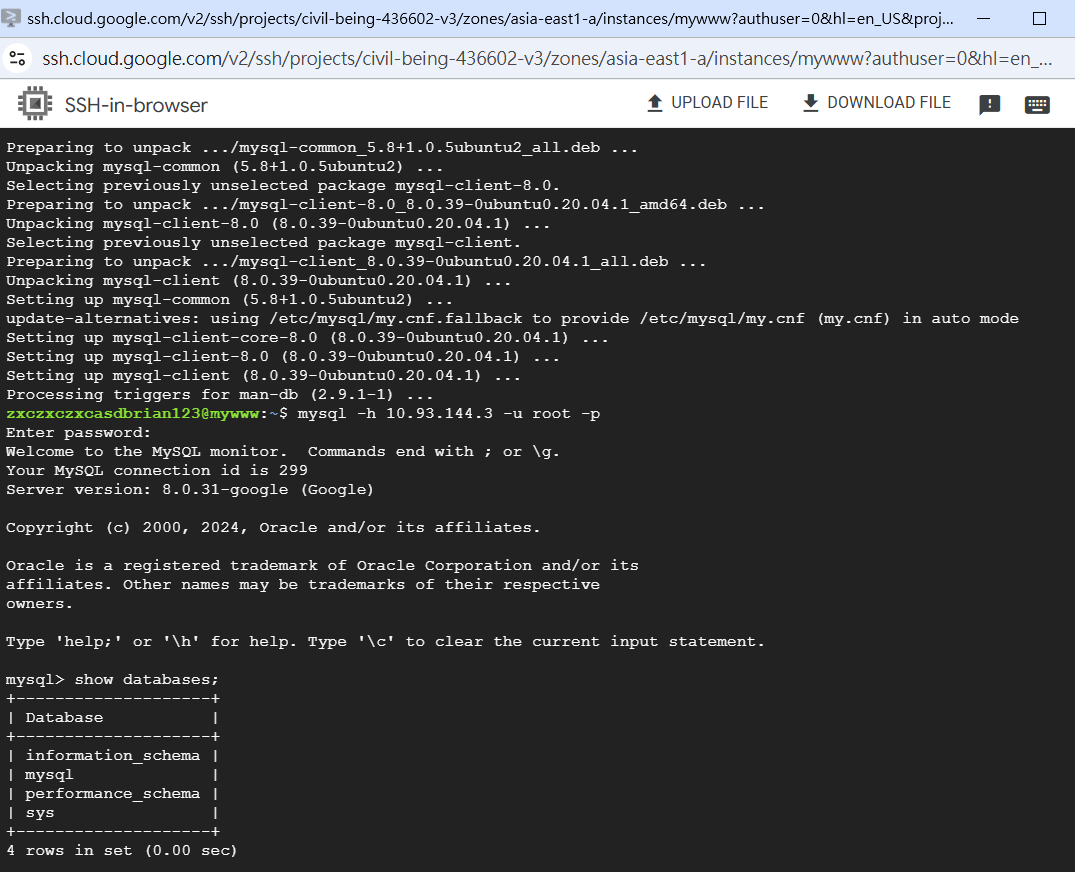 ssh.cloud.google.com/v2/ssh/projects/civil-being-436602-v3/zones/asia-east1-a/instances/mywww?authuser=0&hl=en_US&proj...
ssh.cloud.google.com/v2/ssh/projects/civil-being-436602-v3/zones/asia-east1-a/instances/mywww?authuser=0&hl=en_...
SSH-in-browser UPLOAD FILE DOWNLOAD FILE
Preparing to unpack .../mysql-common_5.8+1.0.5ubuntu2_all.deb ...
Unpacking mysql-common (5.8+1.0.5ubuntu2) ...
Selecting previously unselected package mysql-client-8.0.
Preparing to unpack .../mysql-client-8.0_8.0.39-0ubuntu0.20.04.1_amd64.deb ...
Unpacking mysql-client-8.0 (8.0.39-0ubuntu0.20.04.1) ...
Selecting previously unselected package mysql-client.
Preparing to unpack .../mysql-client_8.0.39-0ubuntu0.20.04.1_all.deb ...
Unpacking mysql-client (8.0.39-0ubuntu0.20.04.1) ...
Setting up mysql-common (5.8+1.0.5ubuntu2) ...
update-alternatives: using /etc/mysql/my.cnf.fallback to provide /etc/mysql/my.cnf (my.cnf) in auto mode
Setting up mysql-client-core-8.0 (8.0.39-0ubuntu0.20.04.1) ...
Setting up mysql-client-8.0 (8.0.39-0ubuntu0.20.04.1) ...
Setting up mysql-client (8.0.39-0ubuntu0.20.04.1) ...
Processing triggers for man-db (2.9.1-1) ...
zxczxczxcasdbrian123@mywww:~$ mysql -h 10.93.144.3 -u root -p
Enter password:
Welcome to the MySQL monitor.  Commands end with ; or \g.
Your MySQL connection id is 299
Server version: 8.0.31-google (Google)
Copyright (c) 2000, 2024, Oracle and/or its affiliates.
Oracle is a registered trademark of Oracle Corporation and/or its
affiliates. Other names may be trademarks of their respective
owners.
Type 'help;' or '\h' for help. Type '\c' to clear the current input statement.
mysql> show databases;
+--------------------+
| Database           |
+--------------------+
| information_schema |
| mysql              |
| performance_schema |
| sys                |
+--------------------+
4 rows in set (0.00 sec)